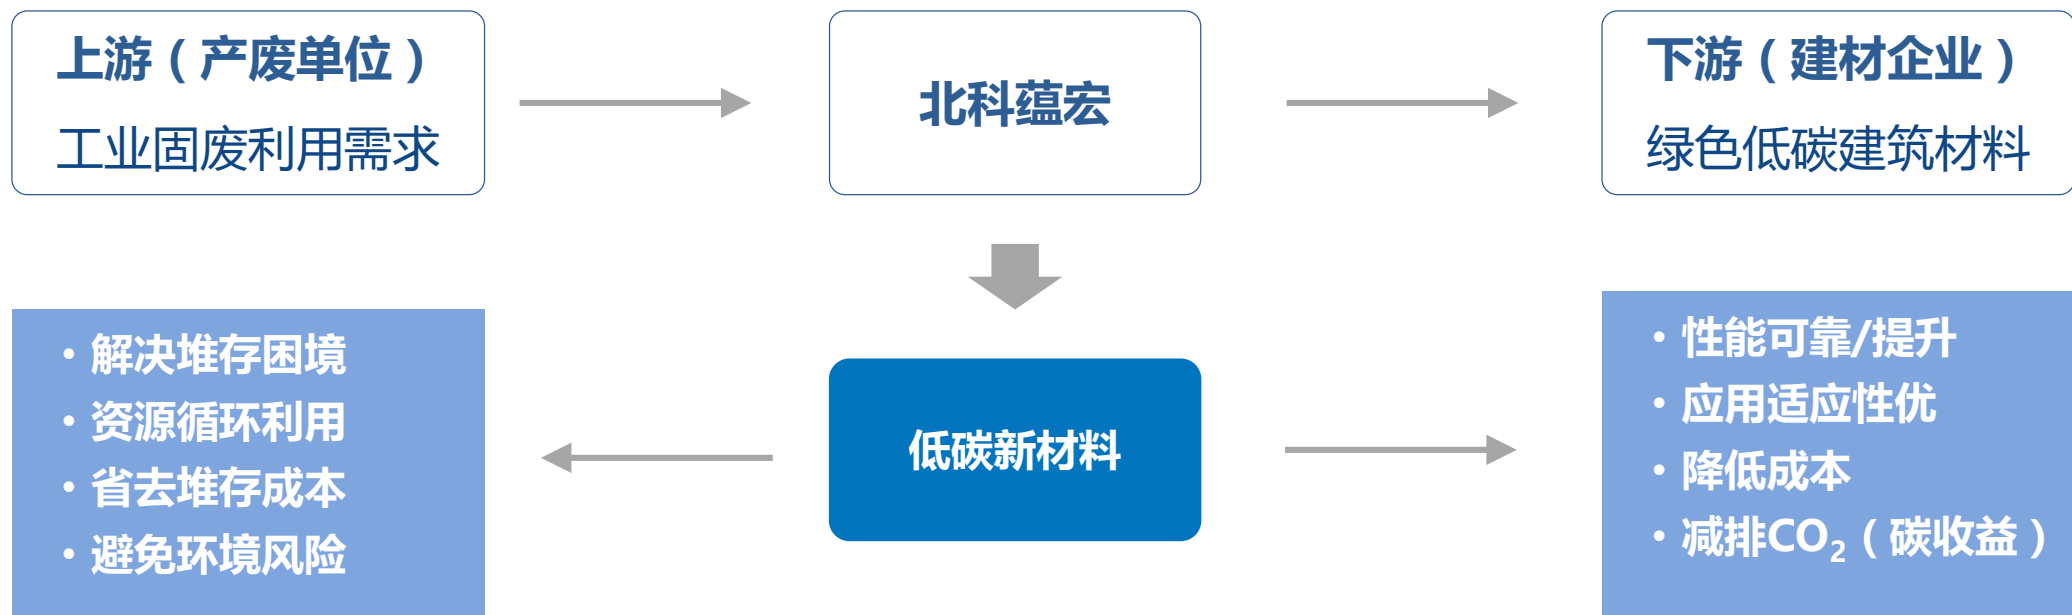 上游（产废单位）
工业固废利用需求
北科蕴宏
下游（建材企业）
绿色低碳建筑材料
• 解决堆存困境
• 资源循环利用
• 省去堆存成本
• 避免环境风险
低碳新材料
• 性能可靠/提升
• 应用适应性优
• 降低成本
• 减排CO₂（碳收益）